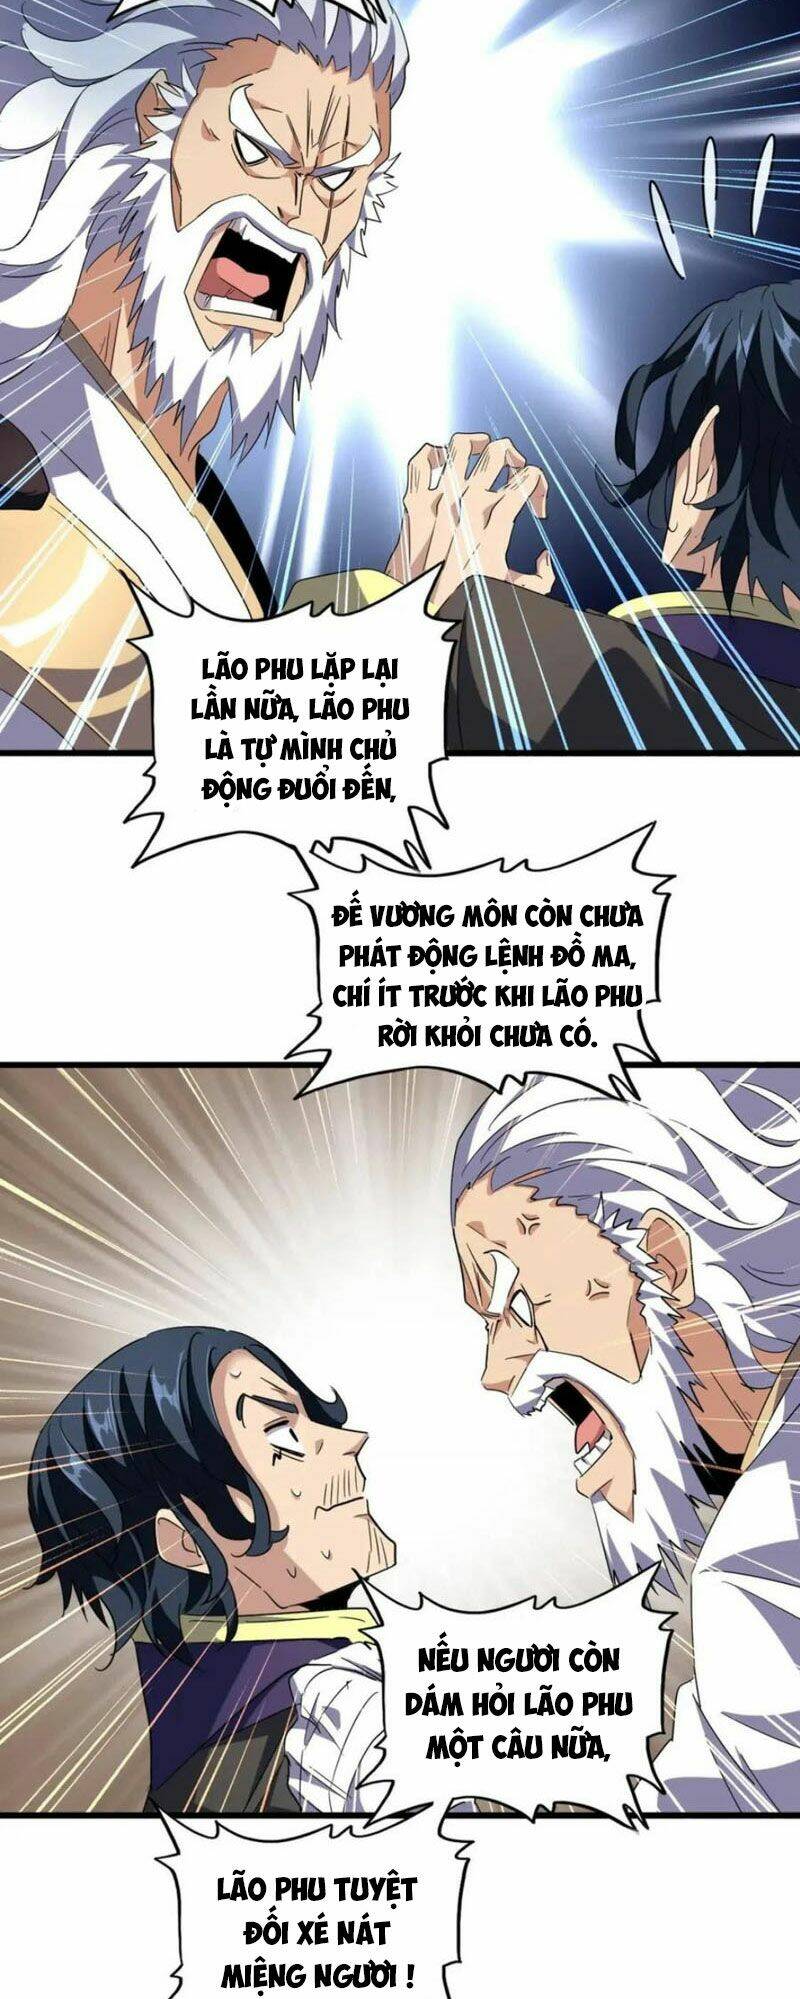 LÃO PHU LẶP LẠI
LẦN NỮA, LÃO PHU
LÀ TỰ MÌNH CHỦ
ĐỘNG ĐUỔI ĐẾN,
ĐẾ VƯƠNG MÔN CÒN CHƯA
PHÁT ĐỘNG LỆNH ĐỒ MA,
CHÍ ÍT TRƯỚC KHI LÃO PHU
RỜI KHỎI CHƯA CÓ.
NẾU NGƯƠI CÒN
DÁM HỎI LÃO PHU
MỘT CÂU NỮA,
LÃO PHU TUYỆT
ĐỐI XÉ NÁT
MIỆNG NGƯƠI !